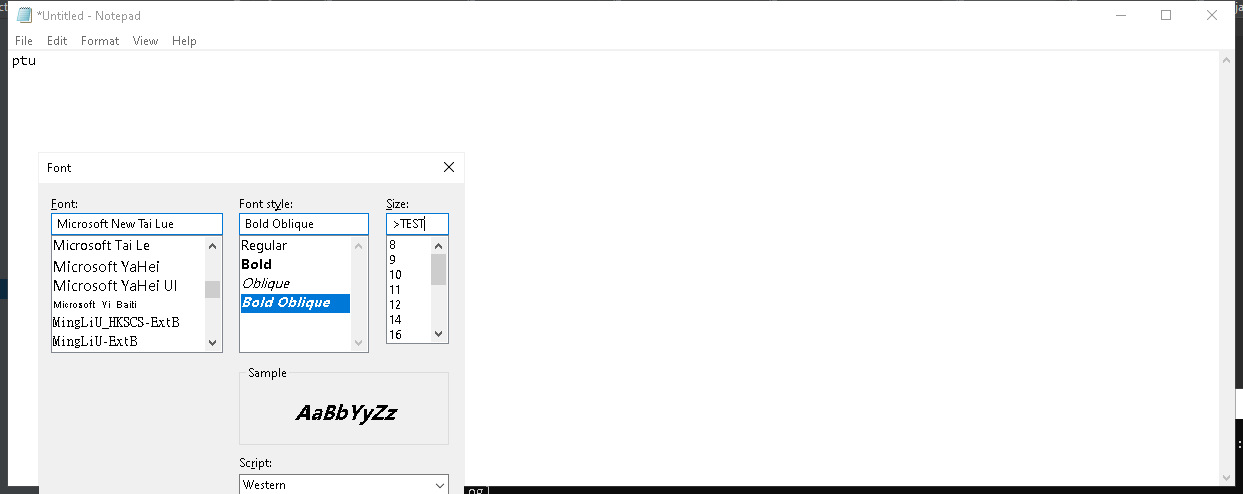 *Untitled - Notepad
File Edit Format View Help
ptu
Font
Font: Font style: Size:
Microsoft New Tai Lue Bold Oblique >TEST
Microsoft Tai Le Regular 8
Microsoft YaHei Bold 9
Microsoft YaHei UI Oblique 10
Microsoft Yi Baiti Bold Oblique 11
MingLiU_HKSCS-ExtB 12
MingLiU-ExtB 14
16
Sample
AaBbYyZz
Script:
Western